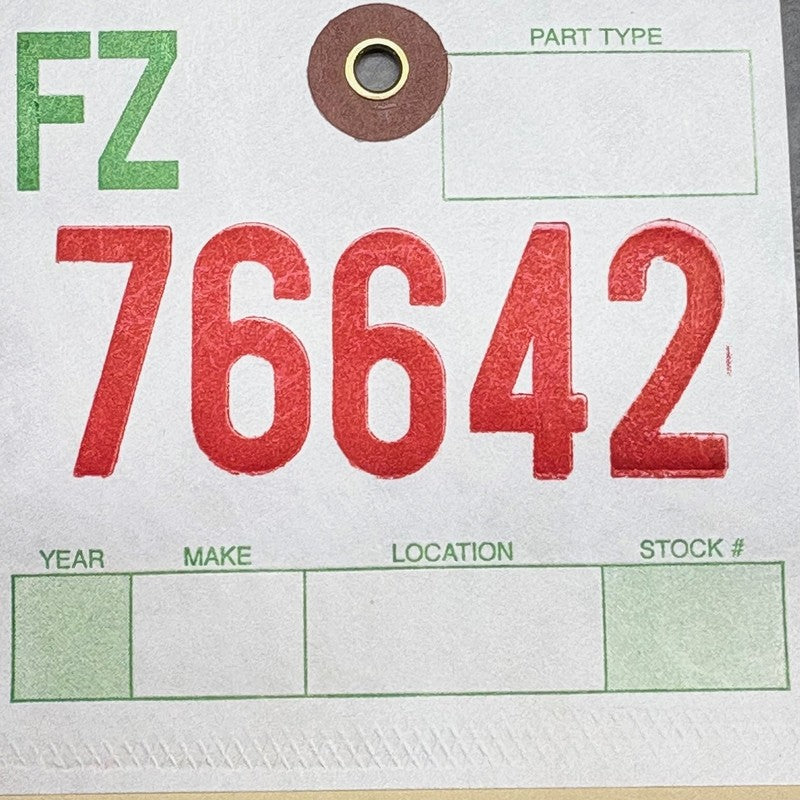 FZ
PART TYPE
76642
YEAR MAKE LOCATION STOCK #